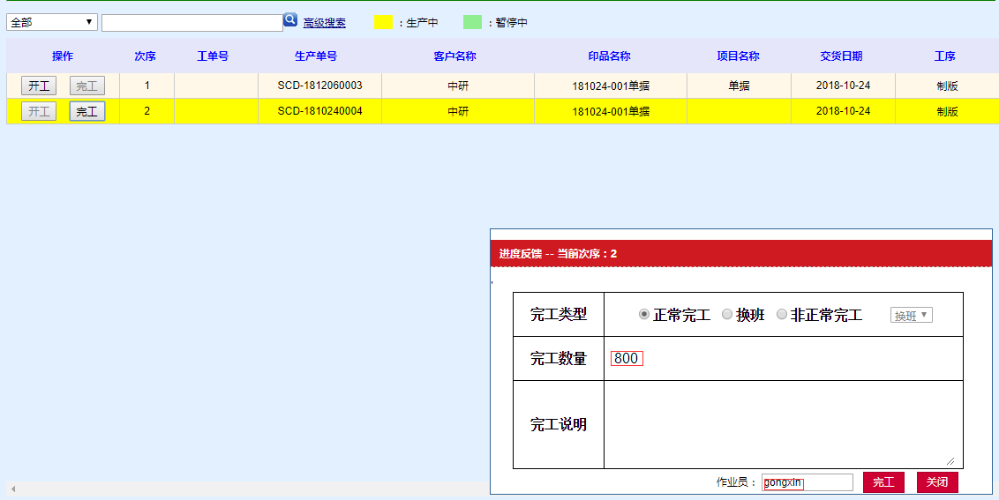 全部 高级搜索 ：生产中 ：暂停中
操作 次序 工单号 生产单号 客户名称 印品名称 项目名称 交货日期 工序
开工 完工 1 SCD-1812060003 中研 181024-001单据 单据 2018-10-24 制版
开工 完工 2 SCD-1810240004 中研 181024-001单据 2018-10-24 制版
进度反馈 -- 当前次序：2
完工类型 正常完工 换班 非正常完工 换班
完工数量 800
完工说明
作业员： gongxin 完工 关闭